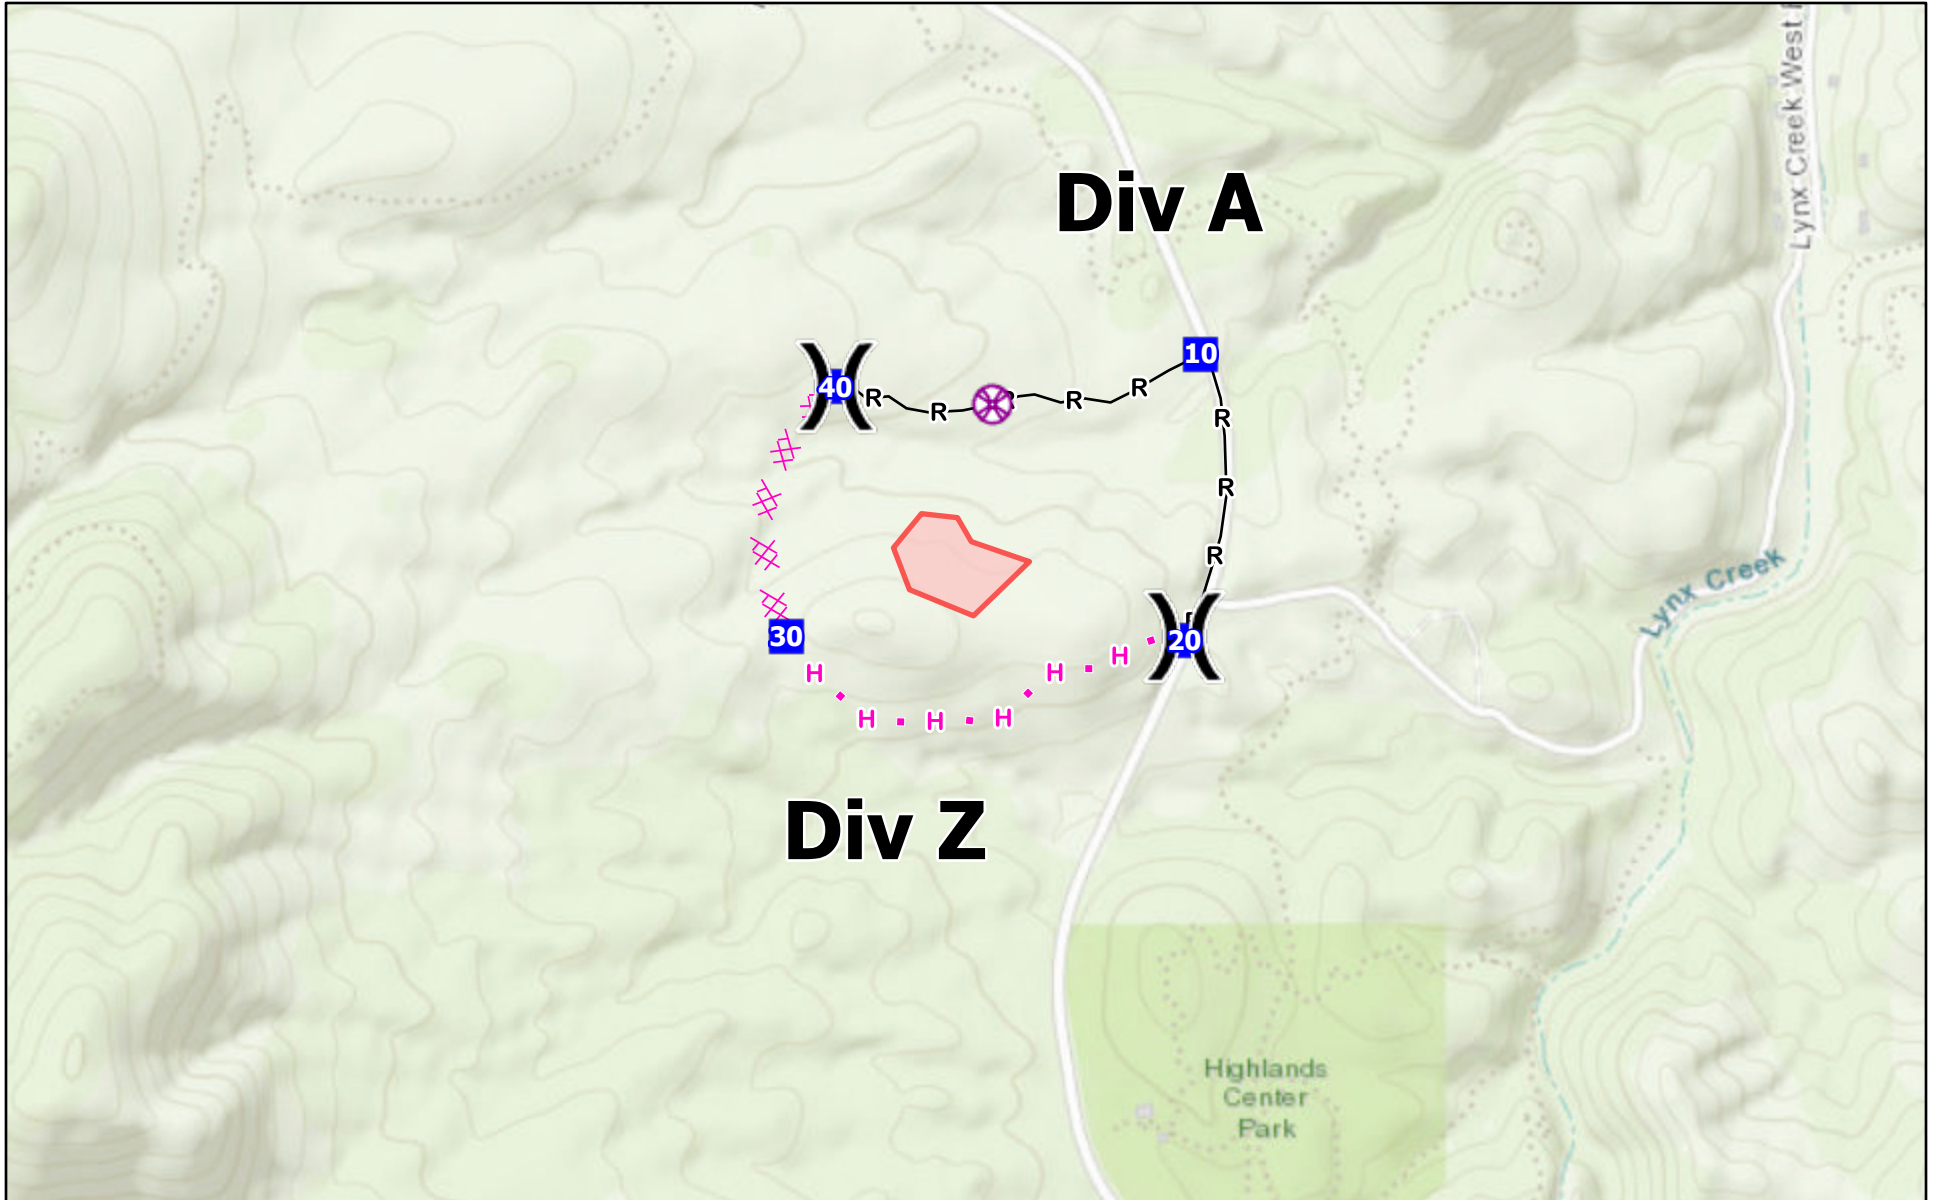 Lynx Creek West
Div A
10
40
R
R
R
R
R
R
R
Lynx Creek
30
20
H
H
H
H
H
H
Div Z
Highlands
Center
Park